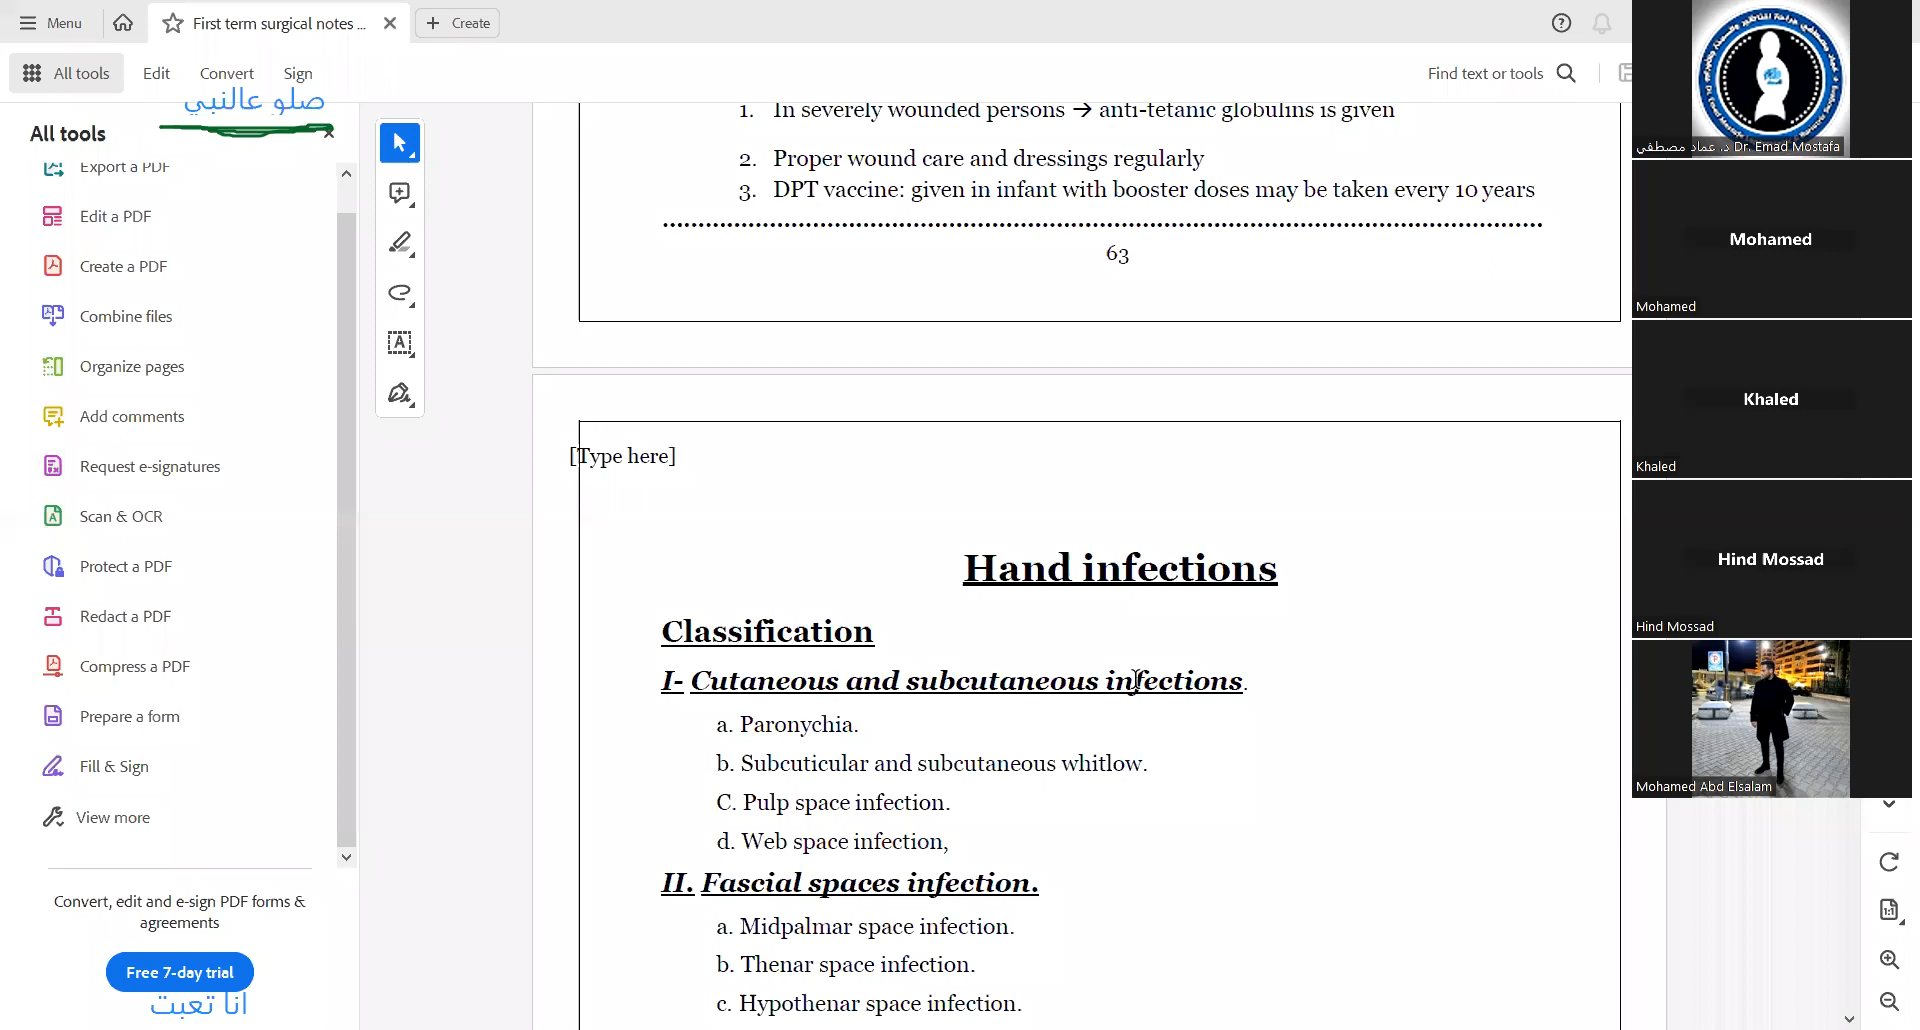 Menu
First term surgical notes ...
Create
All tools
Edit
Convert
Sign
Find text or tools
صلو عالنبي
All tools
Export a PDF
Edit a PDF
Create a PDF
Combine files
Organize pages
Add comments
Request e-signatures
Scan & OCR
Protect a PDF
Redact a PDF
Compress a PDF
Prepare a form
Fill & Sign
View more
Convert, edit and e-sign PDF forms &
agreements
Free 7-day trial
انا تعبت
1. In severely wounded persons → anti-tetanic globulins is given
2. Proper wound care and dressings regularly
3. DPT vaccine: given in infant with booster doses may be taken every 10 years
63
[Type here]
Hand infections
Classification
I- Cutaneous and subcutaneous infections.
a. Paronychia.
b. Subcuticular and subcutaneous whitlow.
C. Pulp space infection.
d. Web space infection,
II. Fascial spaces infection.
a. Midpalmar space infection.
b. Thenar space infection.
c. Hypothenar space infection.
د. عماد مصطفي Dr. Emad Mostafa
Mohamed
Mohamed
Khaled
Khaled
Hind Mossad
Hind Mossad
Mohamed Abd Elsalam